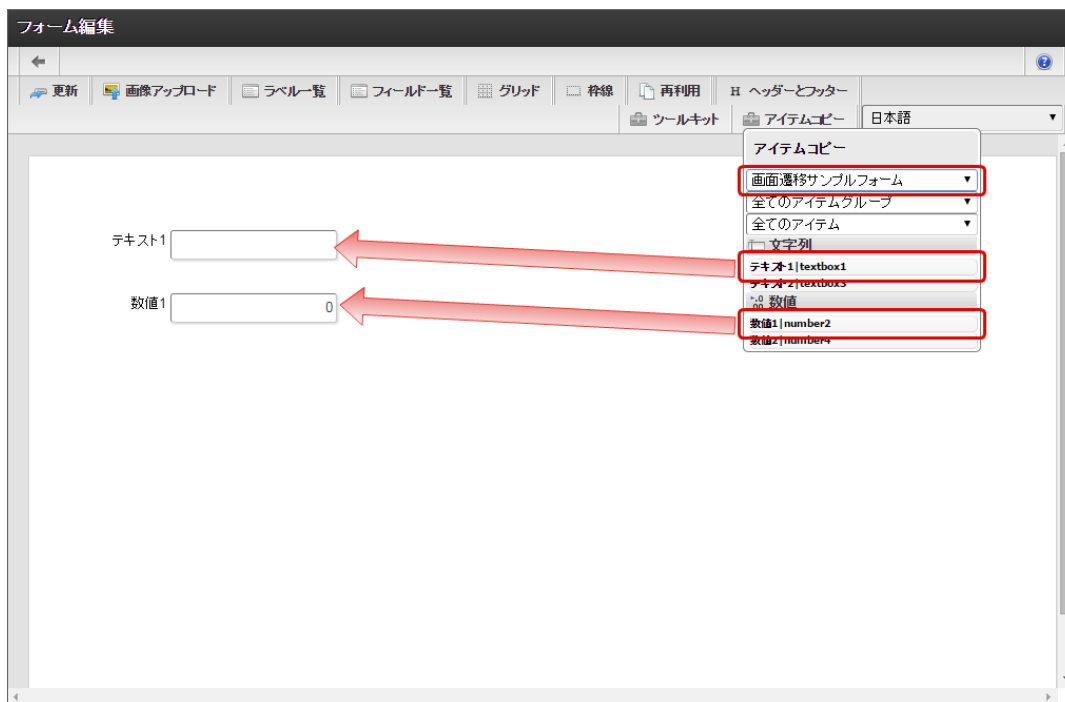 フォーム編集
更新 画像アップロード ラベル一覧 フィールド一覧 グリッド 枠線 再利用 H ヘッダーとフッター
ツールキット アイテムコピー 日本語
アイテムコピー
画面遷移サンプルフォーム
全てのアイテムグループ
全てのアイテム
文字列
テキスト1 テキスト1|textbox1
テキスト2|textbox3
数値
数値1 0 数値1|number2
数値2|number4